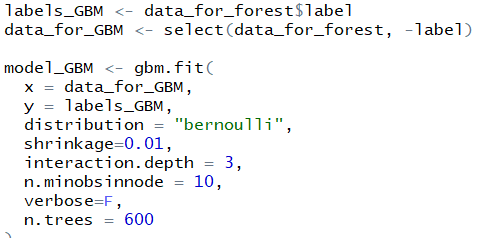 labels_GBM <- data_for_forest$label
data_for_GBM <- select(data_for_forest, -label)
model_GBM <- gbm.fit(
x = data_for_GBM,
y = labels_GBM,
distribution = "bernoulli",
shrinkage=0.01,
interaction.depth = 3,
n.minobsinnode = 10,
verbose=F,
n.trees = 600
)